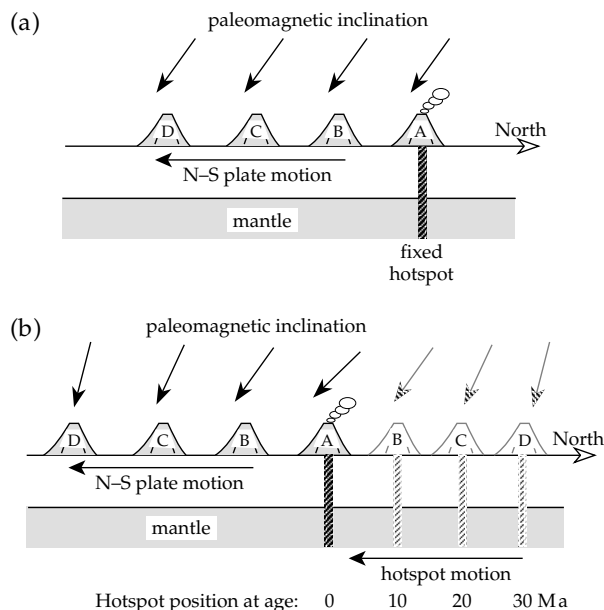 (a)
paleomagnetic inclination
D C B A
North
N–S plate motion
mantle
fixed
hotspot
(b)
paleomagnetic inclination
D C B A B C D
North
N–S plate motion
mantle
hotspot motion
Hotspot position at age: 0 10 20 30 Ma